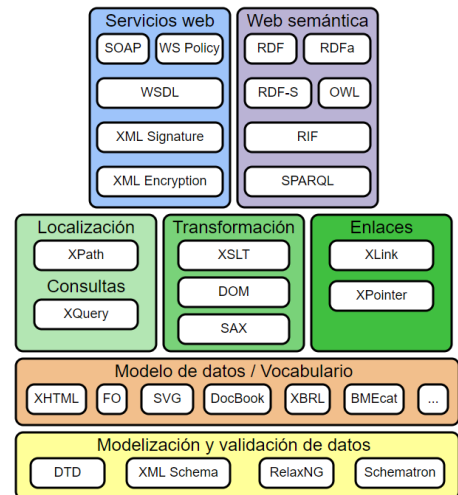 Servicios web
SOAP
WS Policy
WSDL
XML Signature
XML Encryption
Web semántica
RDF
RDFa
RDF-S
OWL
RIF
SPARQL
Localización
XPath
Consultas
XQuery
Transformación
XSLT
DOM
SAX
Enlaces
XLink
XPointer
Modelo de datos / Vocabulario
XHTML
FO
SVG
DocBook
XBRL
BMEcat
...
Modelización y validación de datos
DTD
XML Schema
RelaxNG
Schematron